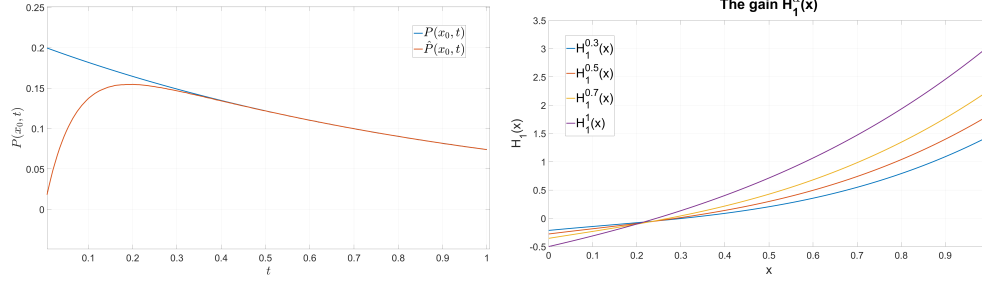 0.25
0.2
0.15
0.1
0.05
0
P(x₀, t)
P(x₀, t)
P̂(x₀, t)
0.1 0.2 0.3 0.4 0.5 0.6 0.7 0.8 0.9 1
t
The gain H₁^α(x)
3.5
3
2.5
2
1.5
1
0.5
0
-0.5
H₁(x)
H₁^0.3(x)
H₁^0.5(x)
H₁^0.7(x)
H₁^1(x)
0 0.1 0.2 0.3 0.4 0.5 0.6 0.7 0.8 0.9
x